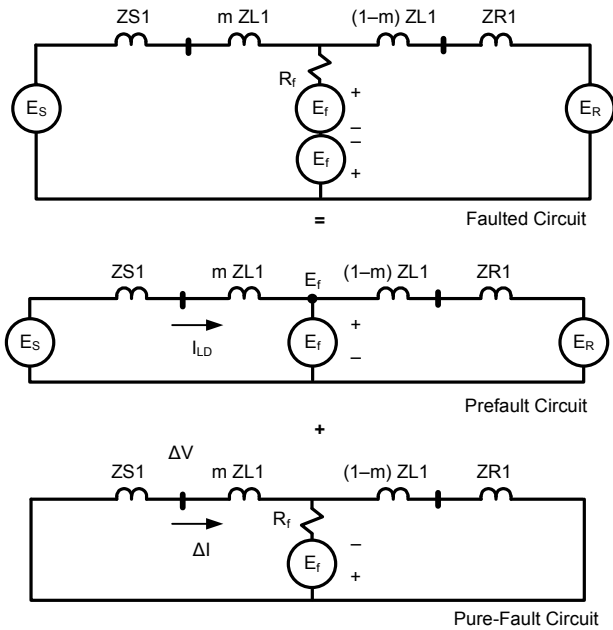 ZS1 m ZL1 (1–m) ZL1 ZR1
R_f
E_S E_f + E_R
–
E_f –
+
= Faulted Circuit
ZS1 m ZL1 E_f (1–m) ZL1 ZR1
E_S I_LD E_f + – E_R
Prefault Circuit
+
ΔV
ZS1 m ZL1 (1–m) ZL1 ZR1
ΔI R_f
E_f –
+
Pure-Fault Circuit